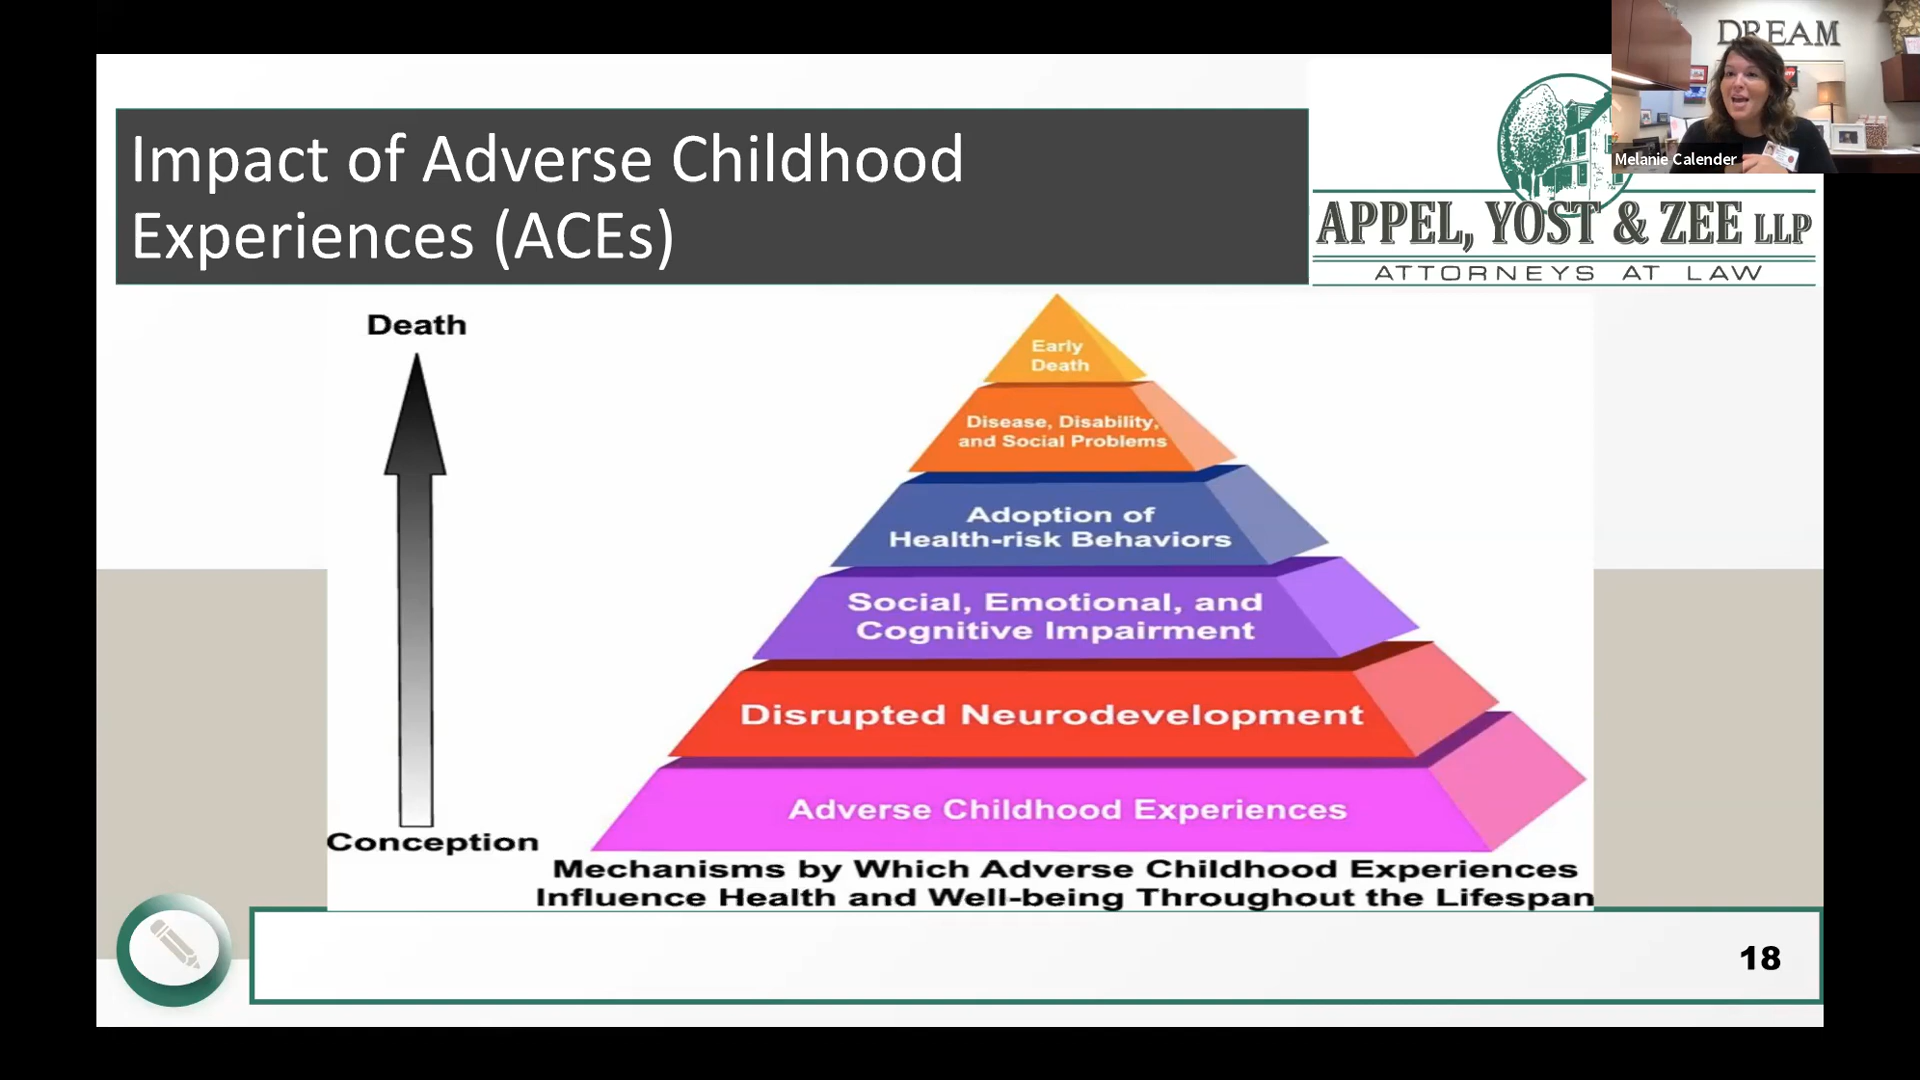 DREAM
Melanie Calender
Impact of Adverse Childhood
Experiences (ACEs)
APPEL, YOST & ZEE LLP
ATTORNEYS AT LAW
Death
Conception
Early
Death
Disease, Disability,
and Social Problems
Adoption of
Health-risk Behaviors
Social, Emotional, and
Cognitive Impairment
Disrupted Neurodevelopment
Adverse Childhood Experiences
Mechanisms by Which Adverse Childhood Experiences
Influence Health and Well-being Throughout the Lifespan
18